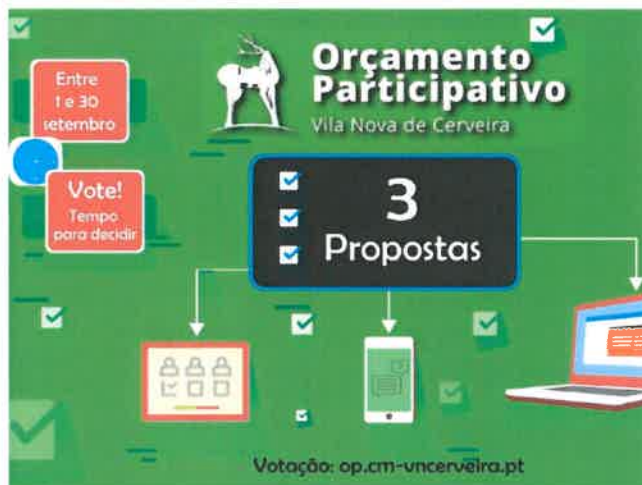 Orçamento
Participativo
Vila Nova de Cerveira
Entre
1 e 30
setembro
Vote!
Tempo
para decidir
3
Propostas
Votação: op.cm-vncerveira.pt